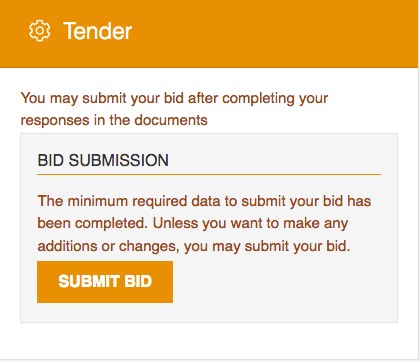 Tender
You may submit your bid after completing your
responses in the documents
BID SUBMISSION
The minimum required data to submit your bid has
been completed. Unless you want to make any
additions or changes, you may submit your bid.
SUBMIT BID